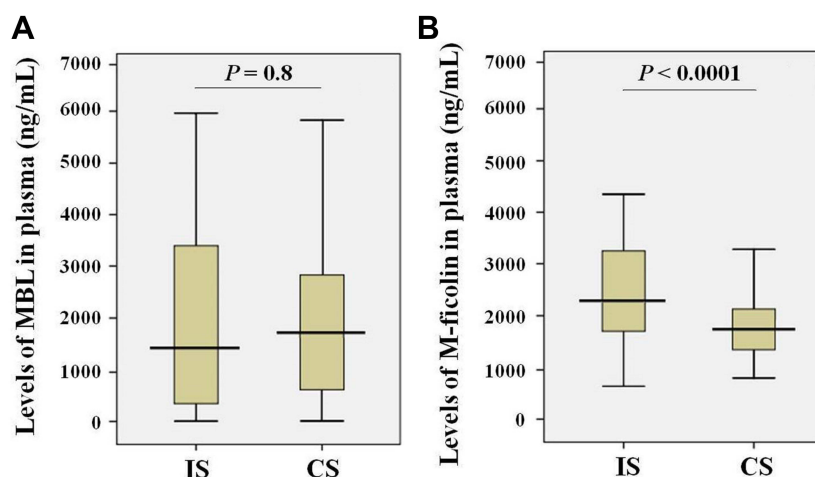 A
Levels of MBL in plasma (ng/mL)
7000
6000
5000
4000
3000
2000
1000
0
P = 0.8
IS
CS
B
Levels of M-ficolin in plasma (ng/mL)
7000
6000
5000
4000
3000
2000
1000
0
P < 0.0001
IS
CS